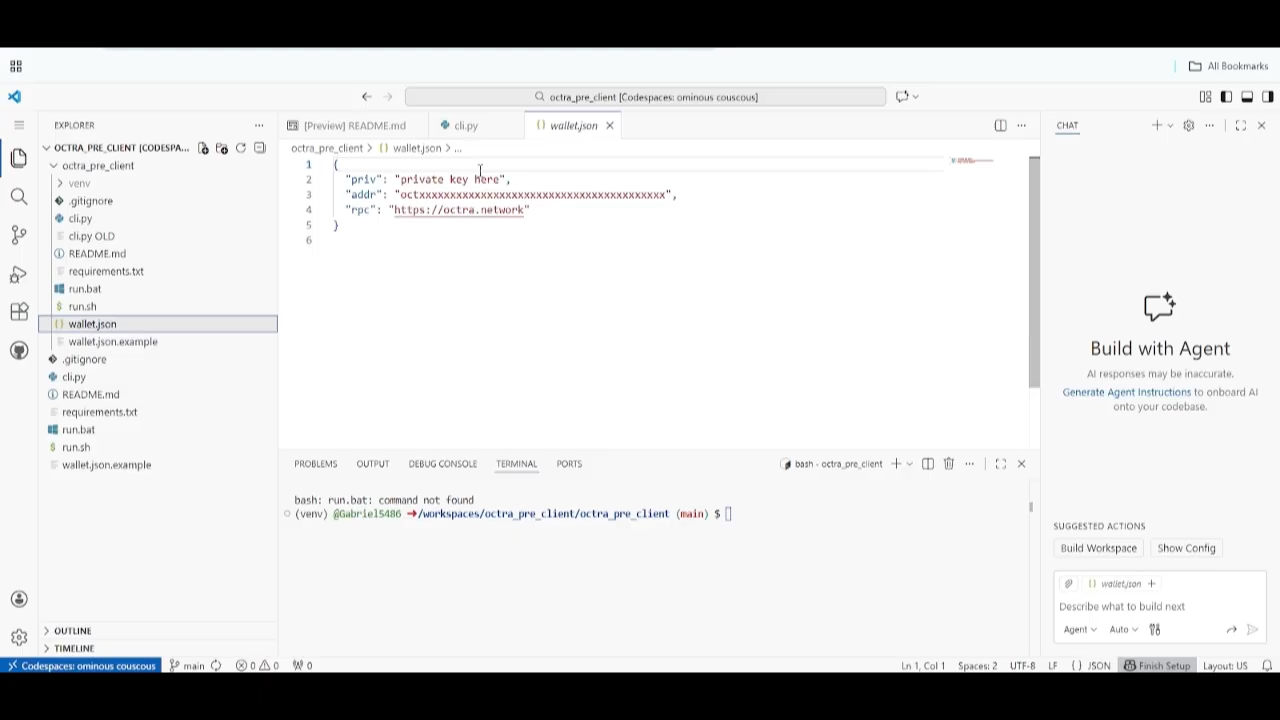 All Bookmarks
octra_pre_client [Codespaces: ominous couscous]
EXPLORER
OCTRA_PRE_CLIENT [CODESPA...
octra_pre_client
venv
.gitignore
cli.py
cli.py OLD
README.md
requirements.txt
run.bat
run.sh
wallet.json
wallet.json.example
.gitignore
cli.py
README.md
requirements.txt
run.bat
run.sh
wallet.json.example
OUTLINE
TIMELINE
[Preview] README.md
cli.py
{} wallet.json
octra_pre_client > {} wallet.json > ...
1 {
2 "priv": "private key here",
3 "addr": "octxxxxxxxxxxxxxxxxxxxxxxxxxxxxxxxxxxxxxxxxxx",
4 "rpc": "https://octra.network"
5 }
6
PROBLEMS OUTPUT DEBUG CONSOLE TERMINAL PORTS
bash - octra_pre_client
bash: run.bat: command not found
(venv) @Gabriel5486 ➜/workspaces/octra_pre_client/octra_pre_client (main) $
CHAT
Build with Agent
AI responses may be inaccurate.
Generate Agent Instructions to onboard AI
onto your codebase.
SUGGESTED ACTIONS
Build Workspace Show Config
{} wallet.json +
Describe what to build next
Agent Auto
Codespaces: ominous couscous main 0 0 0 Ln 1, Col 1 Spaces: 2 UTF-8 LF {} JSON Finish Setup Layout: US